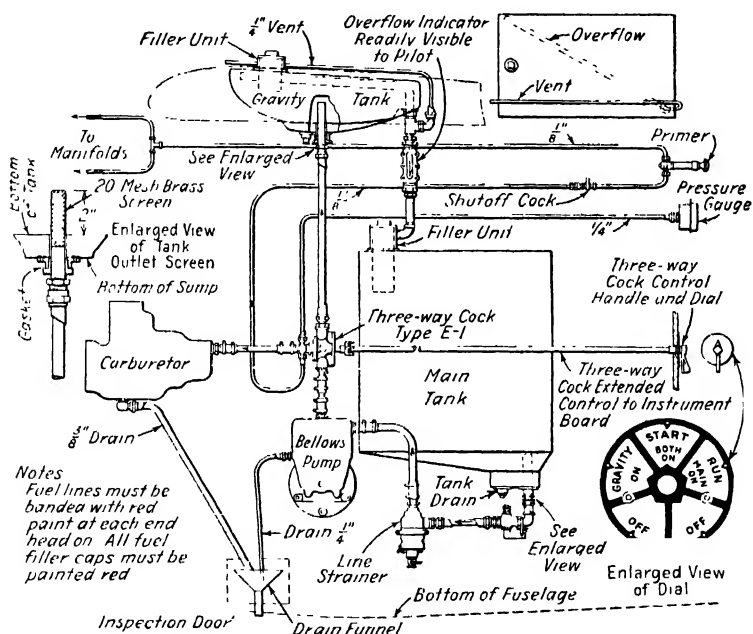 Filler Unit
1/4" Vent
Overflow Indicator
Readily Visible
to Pilot
Overflow
Vent
Gravity Tank
To
Manifolds
See Enlarged
View
1/8"
Primer
20 Mesh Brass
Screen
Bottom
of Tank
2"
1/8"
Shutoff Cock
Pressure
Gauge
1/4"
Enlarged View
of Tank
Outlet Screen
Filler Unit
Gasket
Bottom of Sump
Three-way
Cock Control
Handle and Dial
Three-way Cock
Type E-1
Carburetor
Main
Tank
Three-way
Cock Extended
Control to Instrument
Board
3/8" Drain
Bellows
Pump
START
BOTH
ON
GRAVITY
ON
RUN
MAIN
ON
OFF
OFF
Notes
Fuel lines must be
banded with red
paint at each end
head on. All fuel
filler caps must be
painted red
Tank
Drain
Drain 1/4"
Line
Strainer
See
Enlarged
View
Enlarged View
of Dial
Bottom of Fuselage
Inspection Door
Drain Funnel